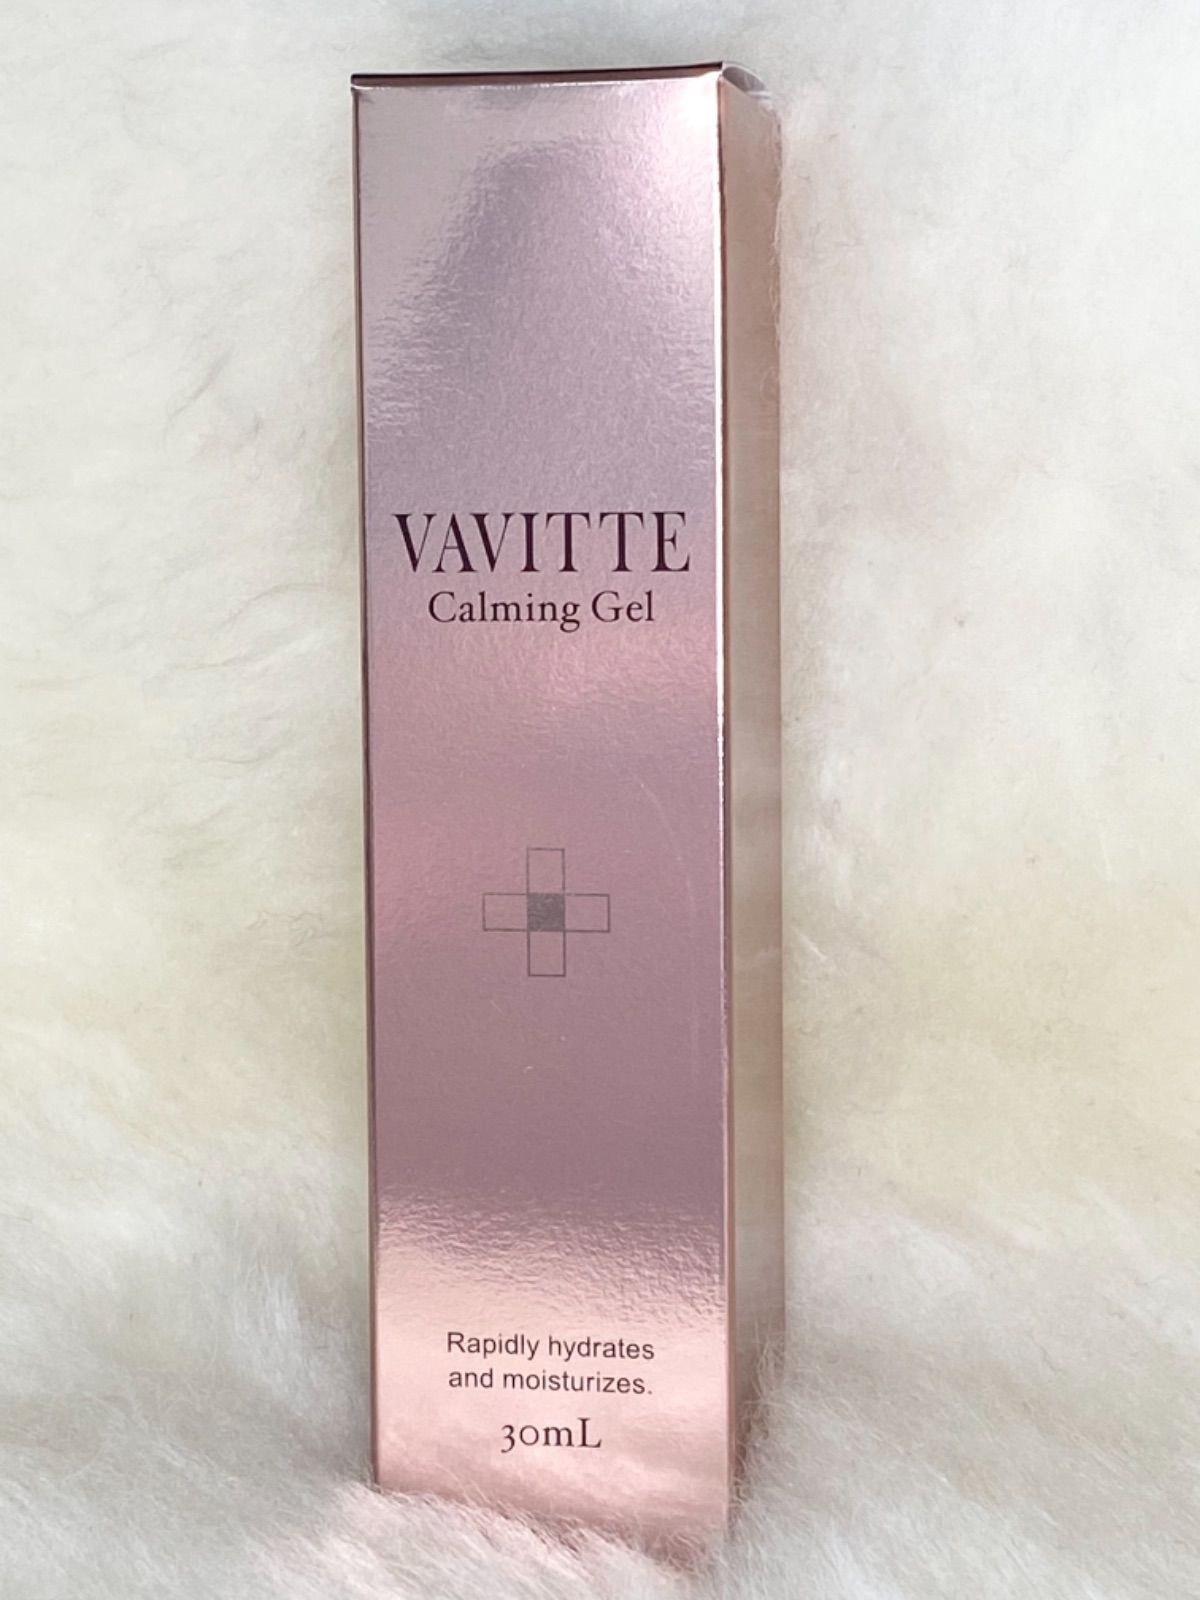 VAVITTE
Calming Gel
Rapidly hydrates
and moisturizes.
30mL